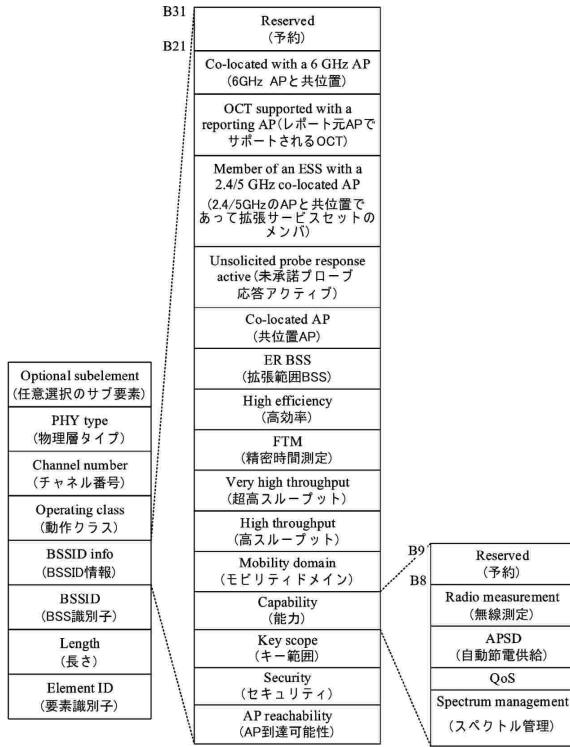 B31
B21
Reserved
(予約)
Co-located with a 6 GHz AP
(6GHz APと共位置)
OCT supported with a
reporting AP(レポート元APで
サポートされるOCT)
Member of an ESS with a
2.4/5 GHz co-located AP
(2.4/5GHzのAPと共位置で
あって拡張サービスセットの
メンバ)
Unsolicited probe response
active(未承諾プローブ
応答アクティブ)
Co-located AP
(共位置AP)
ER BSS
(拡張範囲BSS)
High efficiency
(高効率)
FTM
(精密時間測定)
Very high throughput
(超高スループット)
High throughput
(高スループット)
Mobility domain
(モビリティドメイン)
Capability
(能力)
Key scope
(キー範囲)
Security
(セキュリティ)
AP reachability
(AP到達可能性)
Optional subelement
(任意選択のサブ要素)
PHY type
(物理層タイプ)
Channel number
(チャネル番号)
Operating class
(動作クラス)
BSSID info
(BSSID情報)
BSSID
(BSS識別子)
Length
(長さ)
Element ID
(要素識別子)
B9
B8
Reserved
(予約)
Radio measurement
(無線測定)
APSD
(自動節電供給)
QoS
Spectrum management
(スペクトル管理)